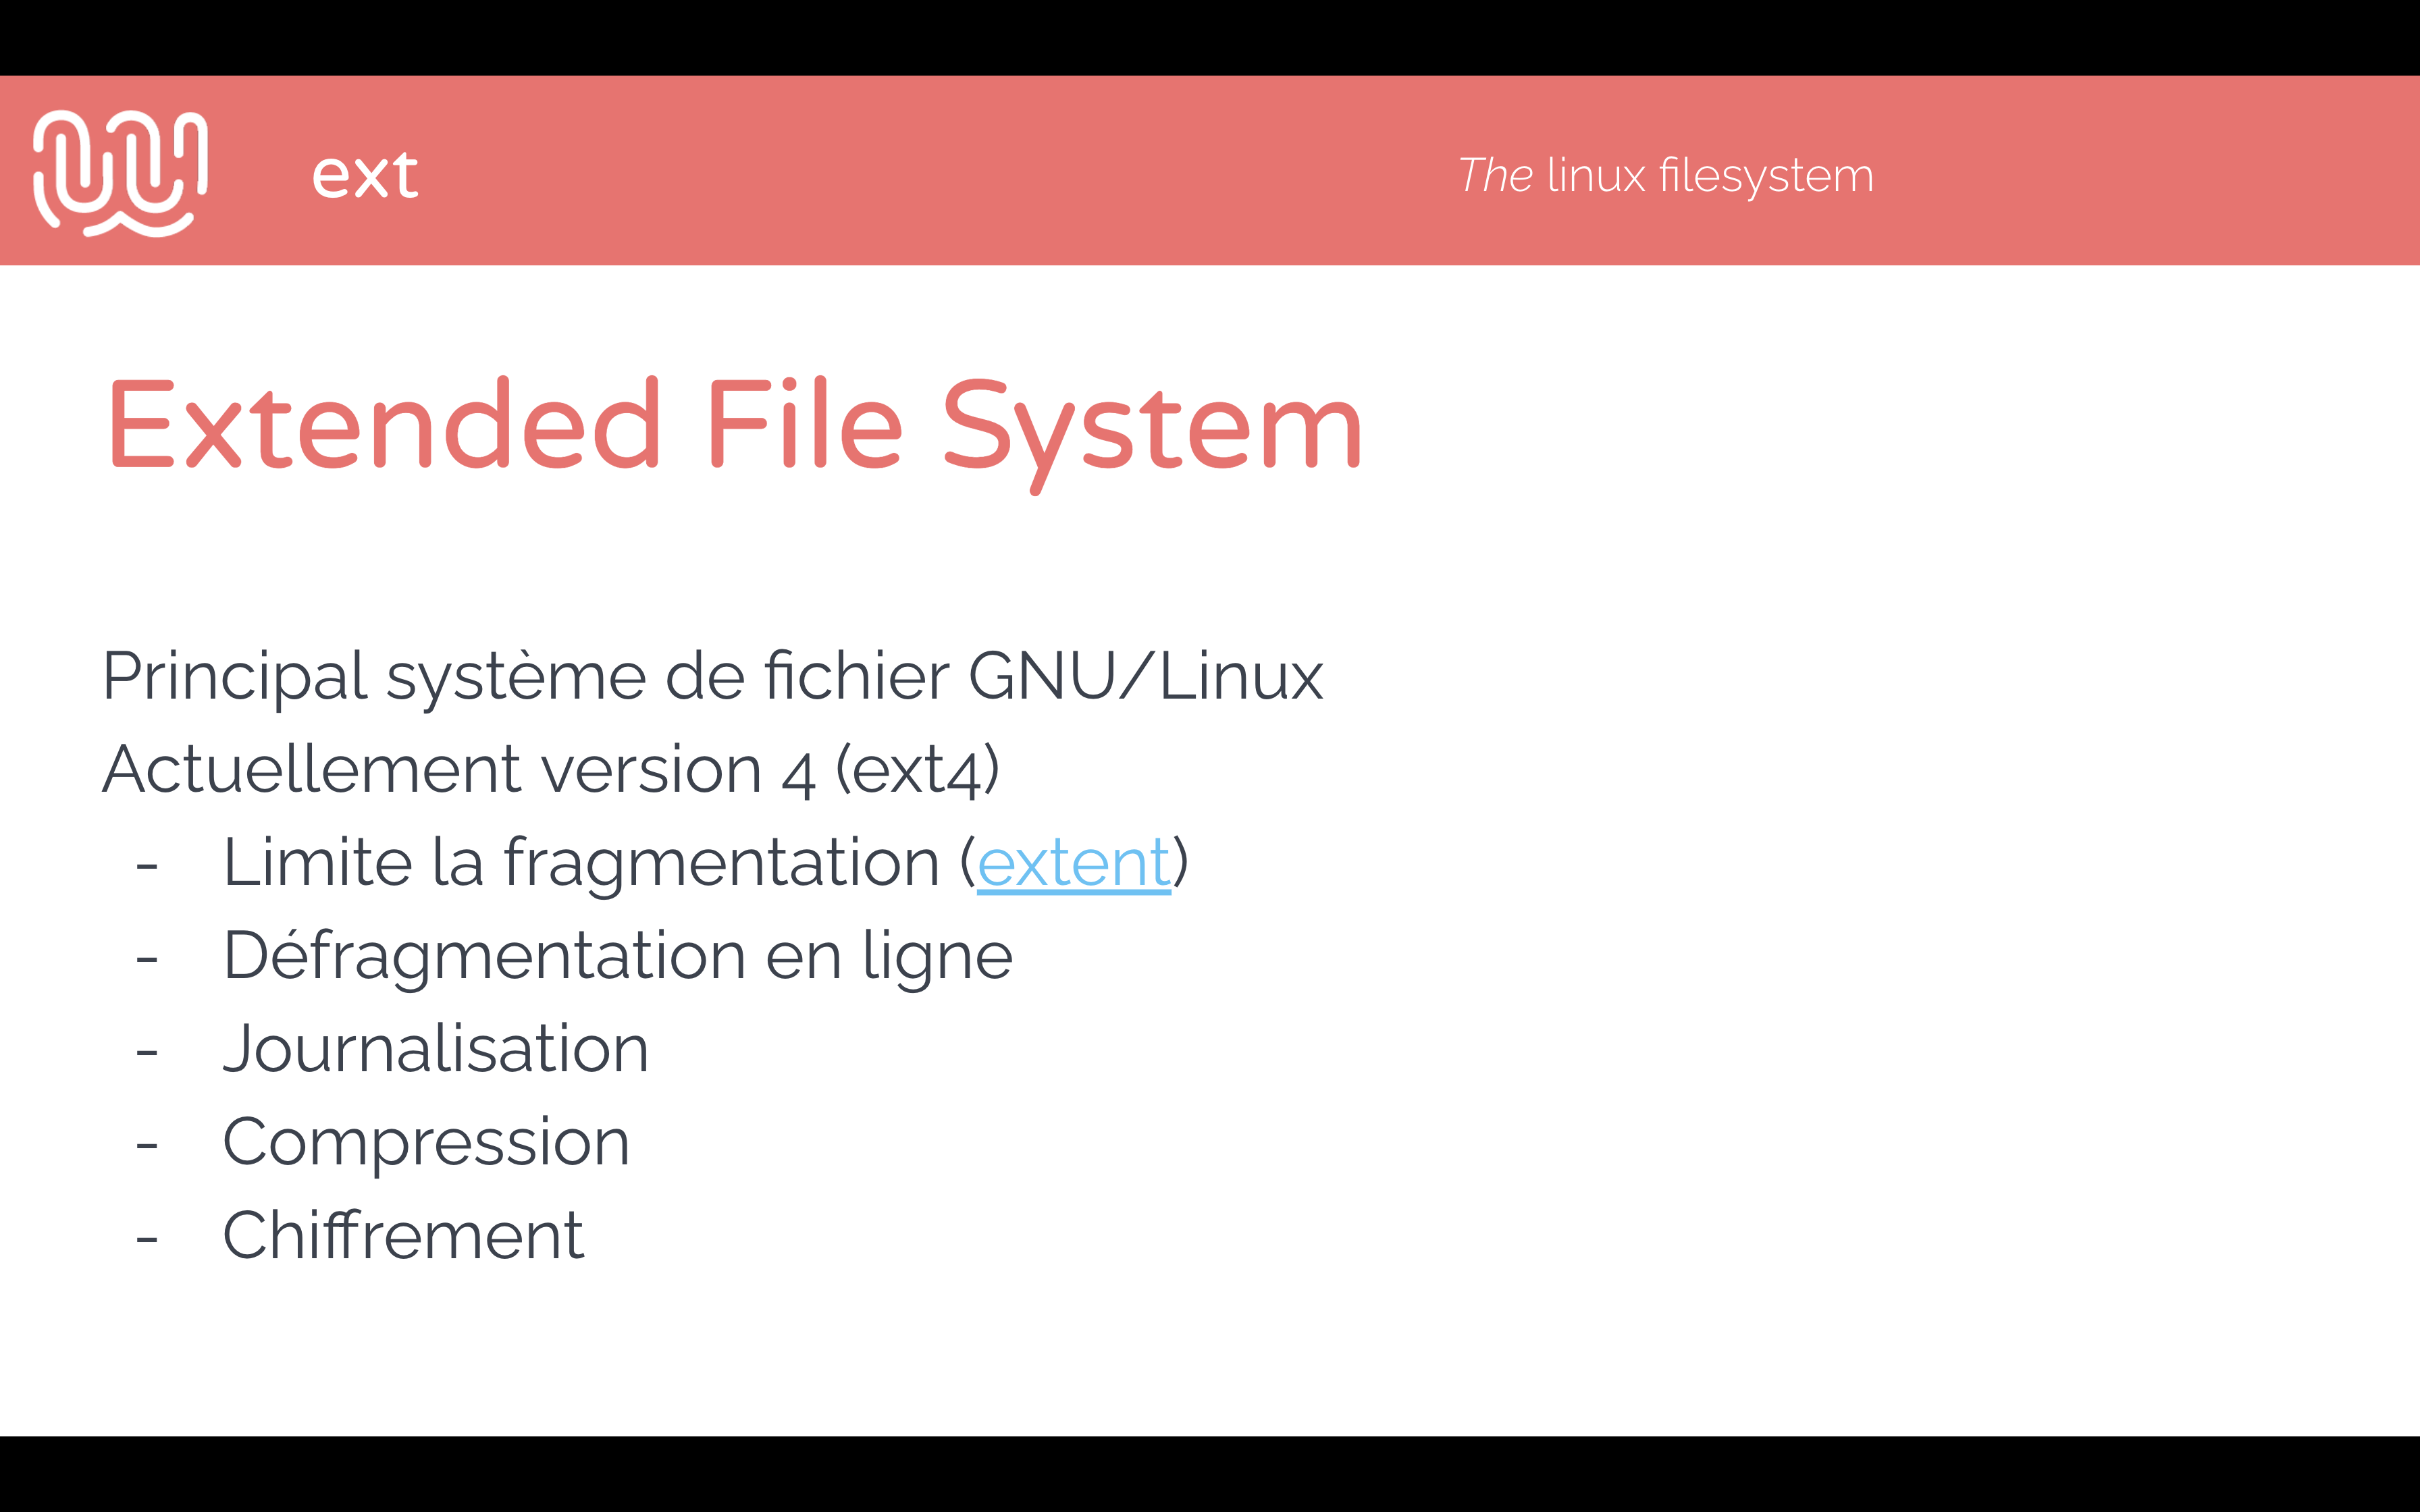 ext
The linux filesystem
Extended File System
Principal système de fichier GNU/Linux
Actuellement version 4 (ext4)
- Limite la fragmentation (extent)
- Défragmentation en ligne
- Journalisation
- Compression
- Chiffrement